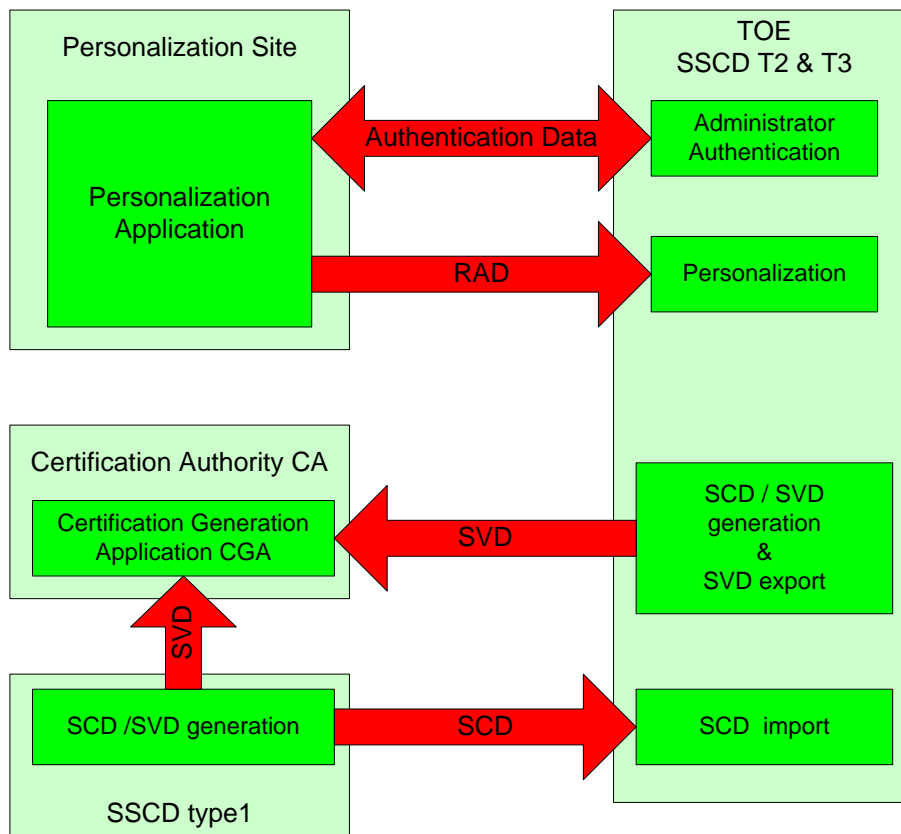 Personalization Site
Personalization
Application
Authentication Data
RAD
TOE
SSCD T2 & T3
Administrator
Authentication
Personalization
Certification Authority CA
Certification Generation
Application CGA
SVD
SCD / SVD
generation
&
SVD export
SVD
SCD /SVD generation
SCD
SCD import
SSCD type1